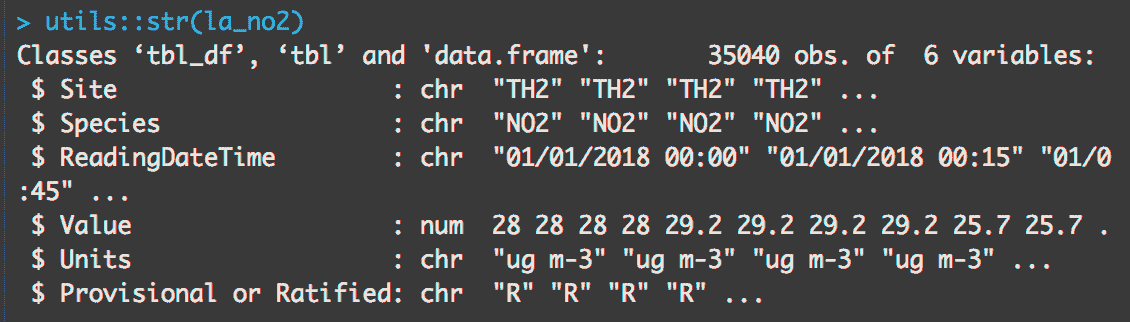 > utils::str(la_no2)
Classes ‘tbl_df’, ‘tbl’ and 'data.frame':	35040 obs. of  6 variables:
 $ Site                   : chr  "TH2" "TH2" "TH2" "TH2" ...
 $ Species                : chr  "NO2" "NO2" "NO2" "NO2" ...
 $ ReadingDateTime        : chr  "01/01/2018 00:00" "01/01/2018 00:15" "01/0
:45" ...
 $ Value                  : num  28 28 28 28 29.2 29.2 29.2 29.2 25.7 25.7 .
 $ Units                  : chr  "ug m-3" "ug m-3" "ug m-3" "ug m-3" ...
 $ Provisional or Ratified: chr  "R" "R" "R" "R" ...